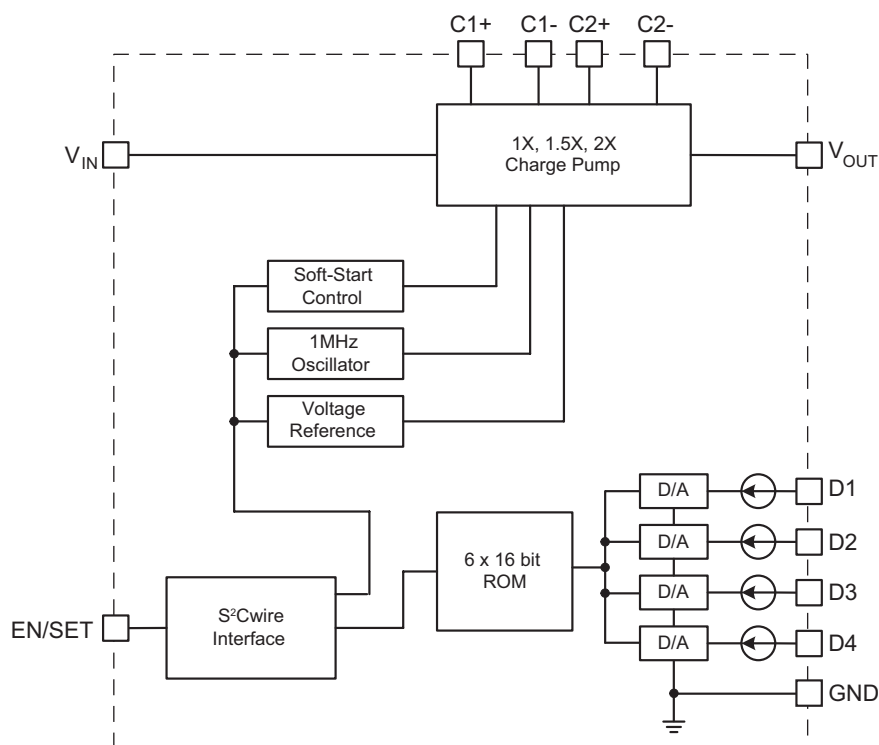 C1+ C1- C2+ C2-
V_IN
1X, 1.5X, 2X
Charge Pump
V_OUT
Soft-Start
Control
1MHz
Oscillator
Voltage
Reference
D/A D1
D/A D2
6 x 16 bit
ROM
D/A D3
S²Cwire
Interface
EN/SET
D/A D4
GND